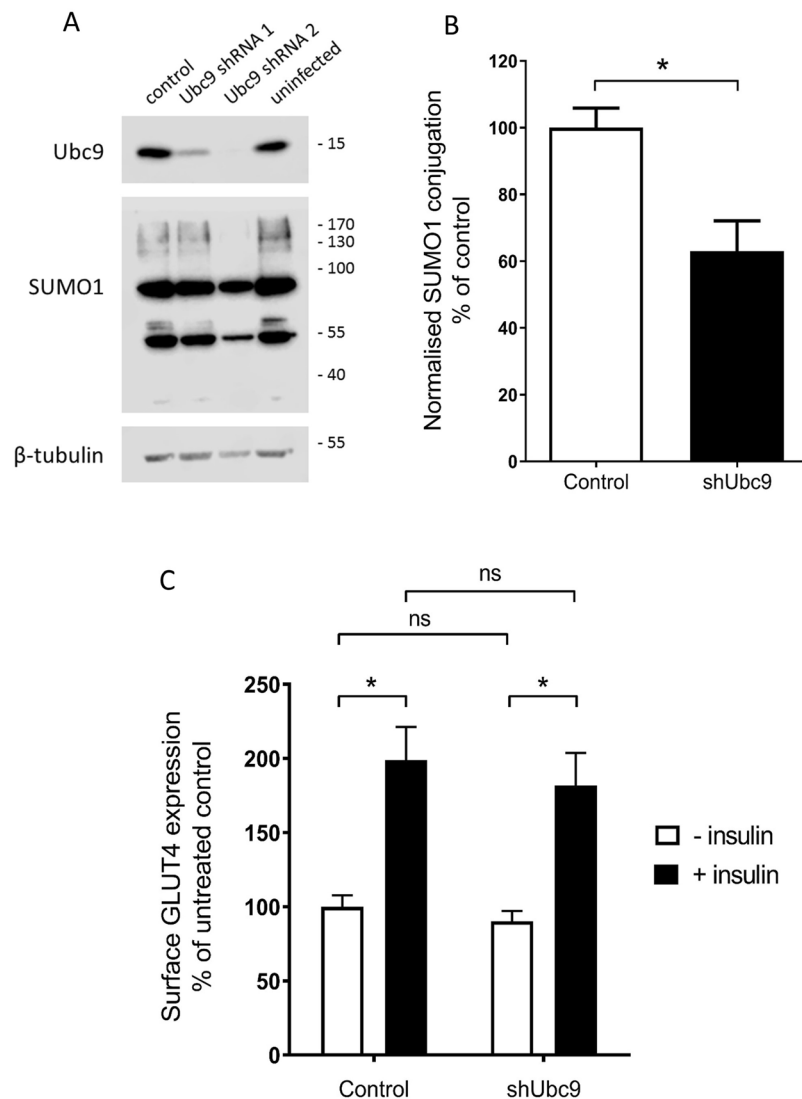 A
control
Ubc9 shRNA 1
Ubc9 shRNA 2
uninfected
Ubc9
- 15
SUMO1
- 170
- 130
- 100
- 55
- 40
β-tubulin
- 55
B
*
Normalised SUMO1 conjugation
% of control
120
100
80
60
40
20
0
Control
shUbc9
C
ns
ns
*
*
Surface GLUT4 expression
% of untreated control
250
200
150
100
50
0
Control
shUbc9
- insulin
+ insulin